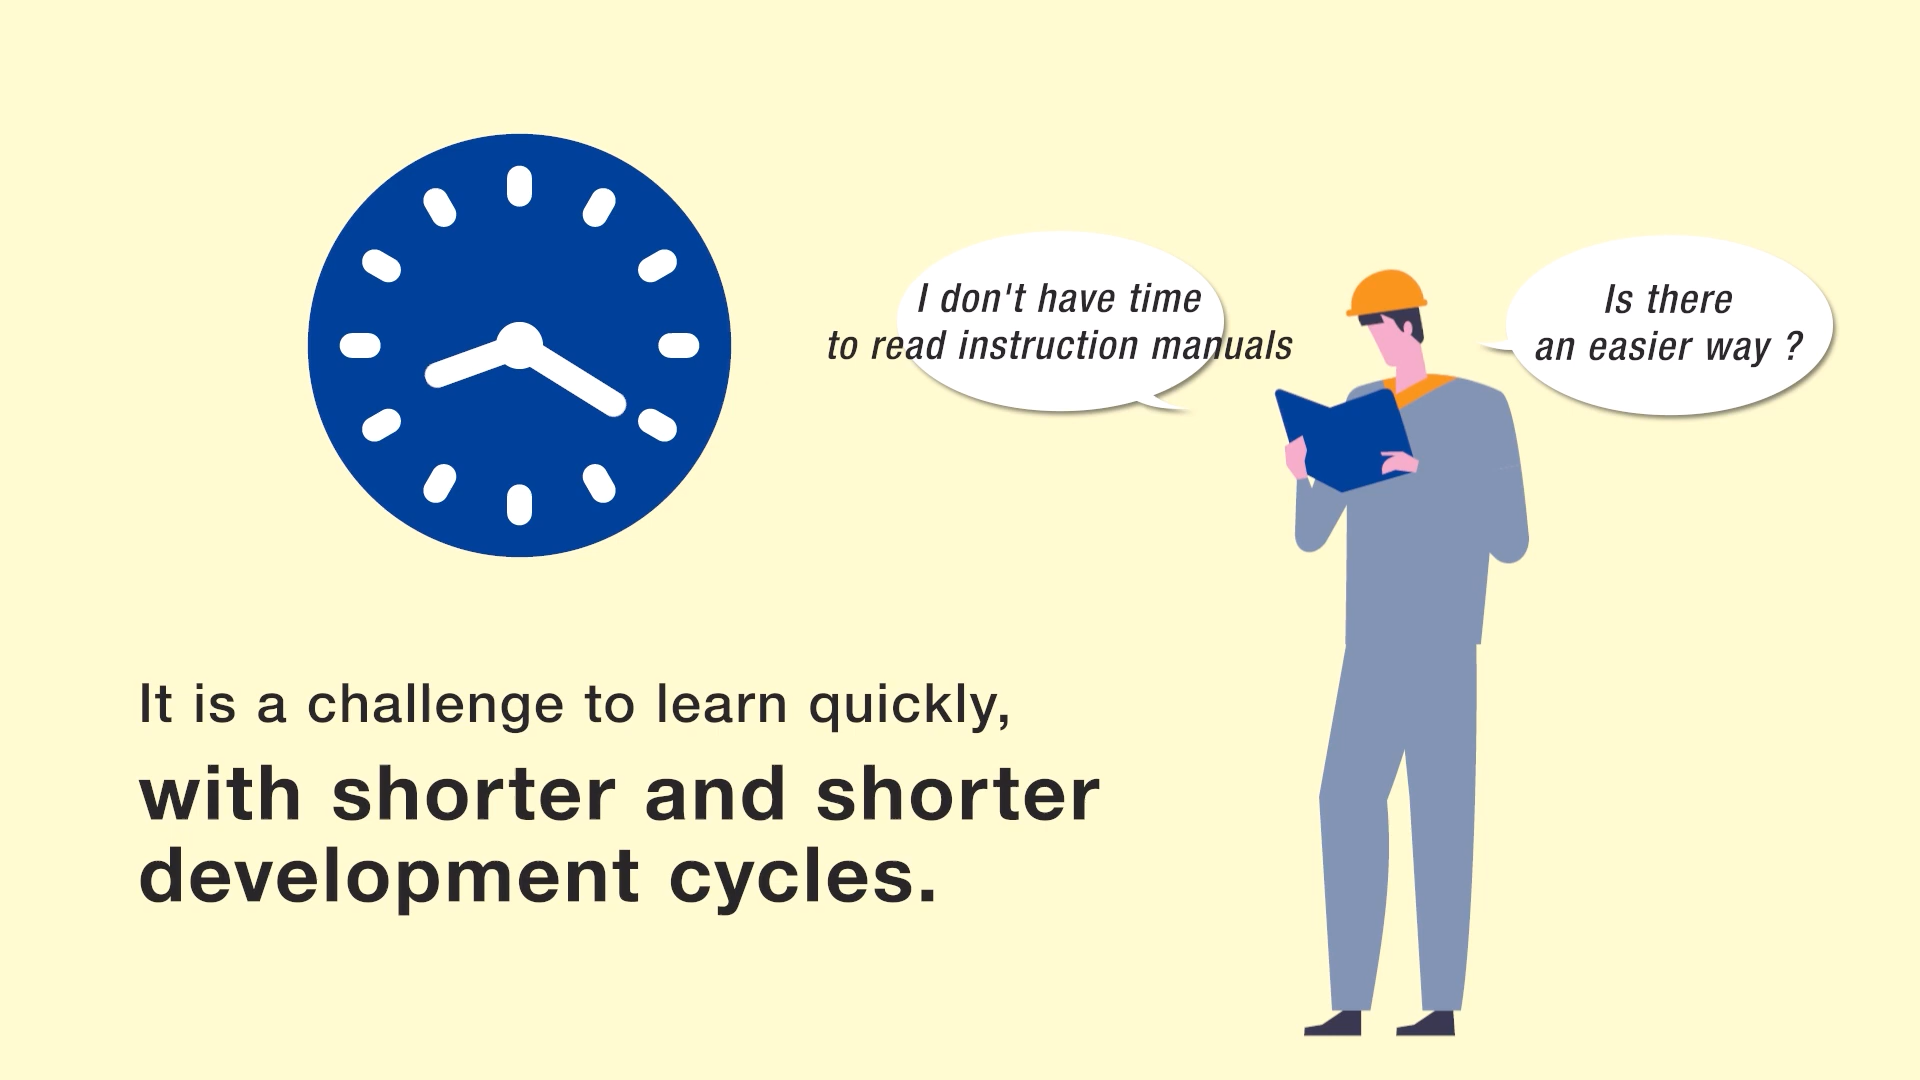 I don't have time
to read instruction manuals
Is there
an easier way ?
It is a challenge to learn quickly,
with shorter and shorter
development cycles.